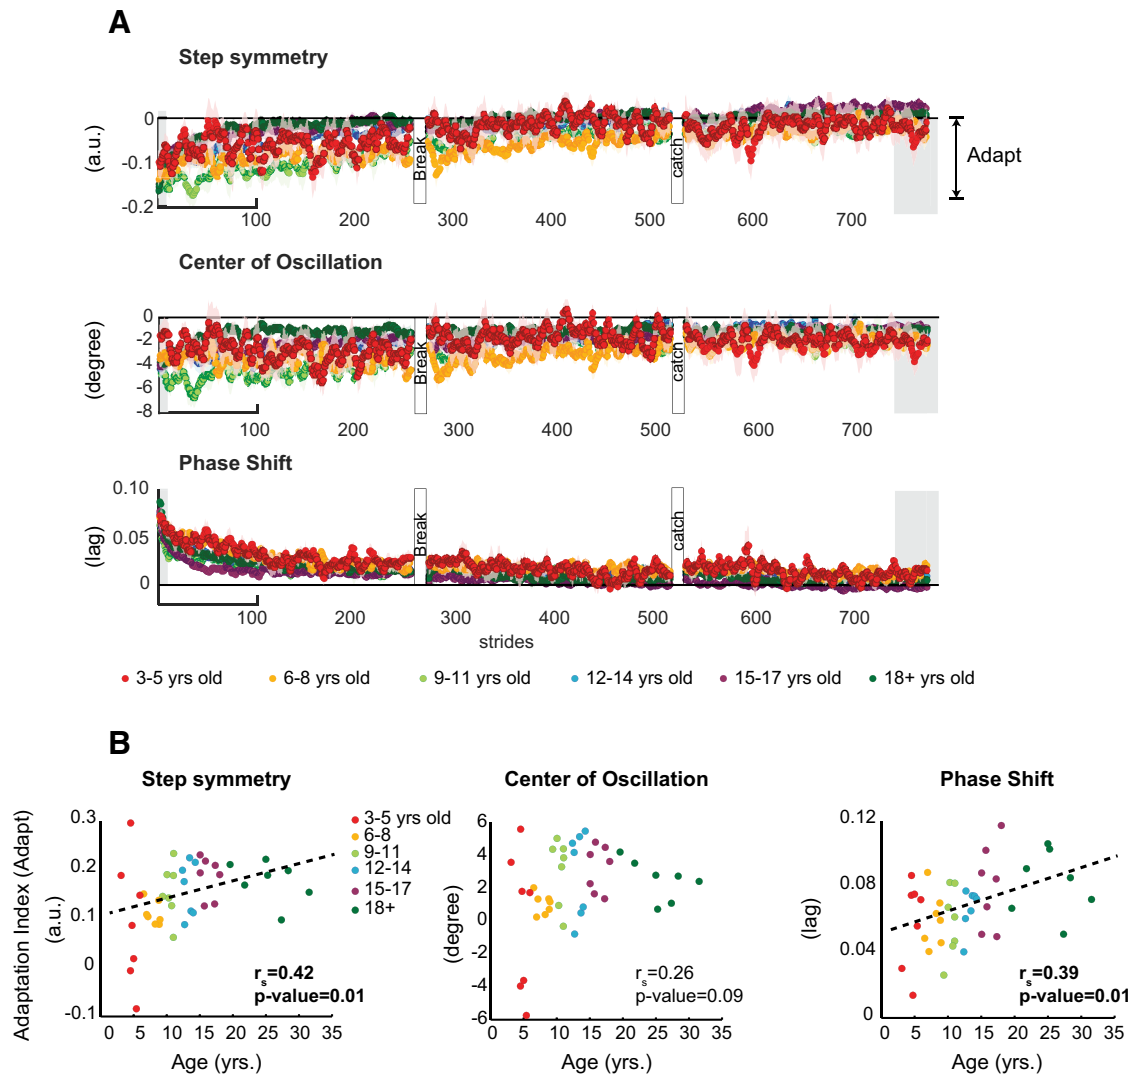 A
Step symmetry
(a.u.)
0
-0.1
-0.2
Break
catch
Adapt
100 200 300 400 500 600 700
Center of Oscillation
(degree)
0
-2
-4
-6
-8
Break
catch
100 200 300 400 500 600 700
Phase Shift
(lag)
0.10
0.05
0
Break
catch
100 200 300 400 500 600 700
strides
3-5 yrs old 6-8 yrs old 9-11 yrs old 12-14 yrs old 15-17 yrs old 18+ yrs old
B
Step symmetry
Adaptation Index (Adapt)
(a.u.)
0.3
0.2
0.1
0
-0.1
3-5 yrs old
6-8
9-11
12-14
15-17
18+
rs=0.42
p-value=0.01
0 5 10 15 20 25 30 35
Age (yrs.)
Center of Oscillation
(degree)
6
4
2
0
-2
-4
-6
rs=0.26
p-value=0.09
0 5 10 15 20 25 30 35
Age (yrs.)
Phase Shift
(lag)
0.12
0.08
0.04
0
rs=0.39
p-value=0.01
0 5 10 15 20 25 30 35
Age (yrs.)